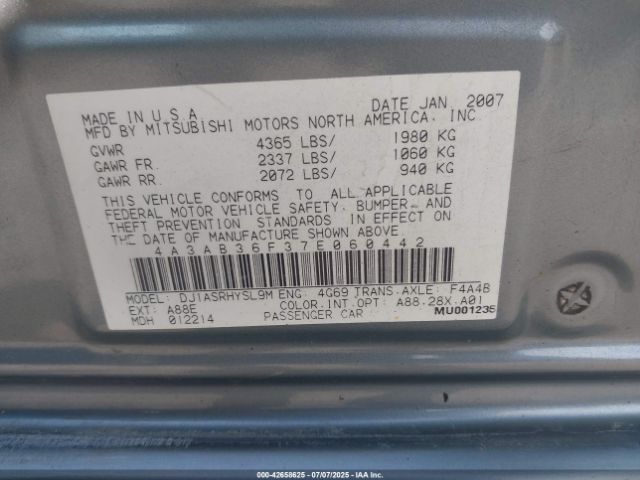 MADE IN U.S.A DATE JAN. 2007
MFD BY MITSUBISHI MOTORS NORTH AMERICA, INC
GVWR 4365 LBS/ 1980 KG
GAWR FR. 2337 LBS/ 1060 KG
GAWR RR. 2072 LBS/ 940 KG
THIS VEHICLE CONFORMS TO ALL APPLICABLE
FEDERAL MOTOR VEHICLE SAFETY, BUMPER, AND
THEFT PREVENTION STANDARDS IN EFFECT ON
THE DATE OF MANUFACTURE SHOWN ABOVE.
4A3AB36F37E060442
MODEL: DJ1ASRHYSL9M ENG: 4G69 TRANS.AXLE: F4A4B
EXT: A88E COLOR.INT.OPT: A88.28X.A01
MDH 012214 PASSENGER CAR MU001235
000-42658625 - 07/07/2025 - IAA Inc.